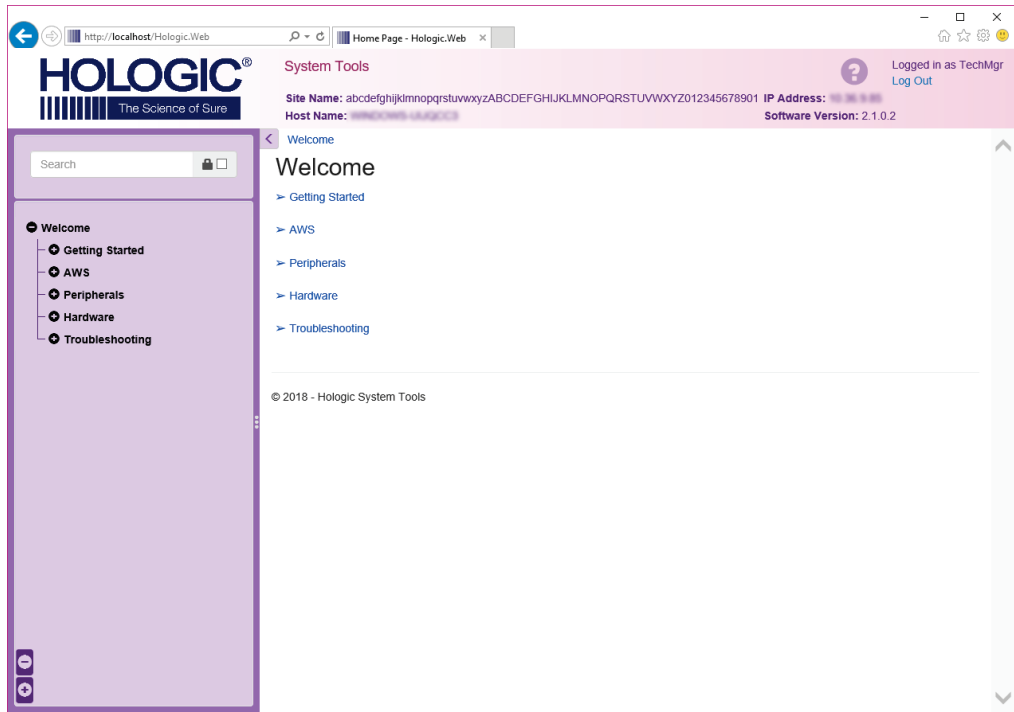 http://localhost/Hologic.Web
Home Page - Hologic.Web
HOLOGIC®
The Science of Sure
System Tools
Logged in as TechMgr
Log Out
Site Name: abcdefghijklmnopqrstuvwxyzABCDEFGHIJKLMNOPQRSTUVWXYZ012345678901 IP Address:
Host Name:
Software Version: 2.1.0.2
Search
Welcome
Getting Started
AWS
Peripherals
Hardware
Troubleshooting
Welcome
Welcome
➢ Getting Started
➢ AWS
➢ Peripherals
➢ Hardware
➢ Troubleshooting
© 2018 - Hologic System Tools